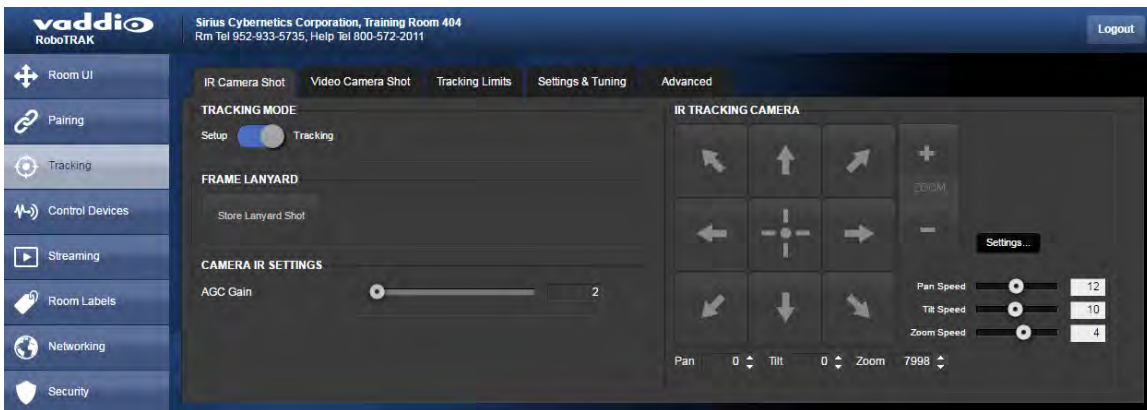 vaddio
RoboTRAK
Sirius Cybernetics Corporation, Training Room 404
Rm Tel 952-933-5735, Help Tel 800-572-2011
Logout
Room UI
Pairing
Tracking
Control Devices
Streaming
Room Labels
Networking
Security
IR Camera Shot
Video Camera Shot
Tracking Limits
Settings & Tuning
Advanced
TRACKING MODE
Setup
Tracking
FRAME LANYARD
Store Lanyard Shot
CAMERA IR SETTINGS
AGC Gain
2
IR TRACKING CAMERA
+
ZOOM
-
Settings...
Pan Speed
12
Tilt Speed
10
Zoom Speed
4
Pan 0 Tilt 0 Zoom 7998